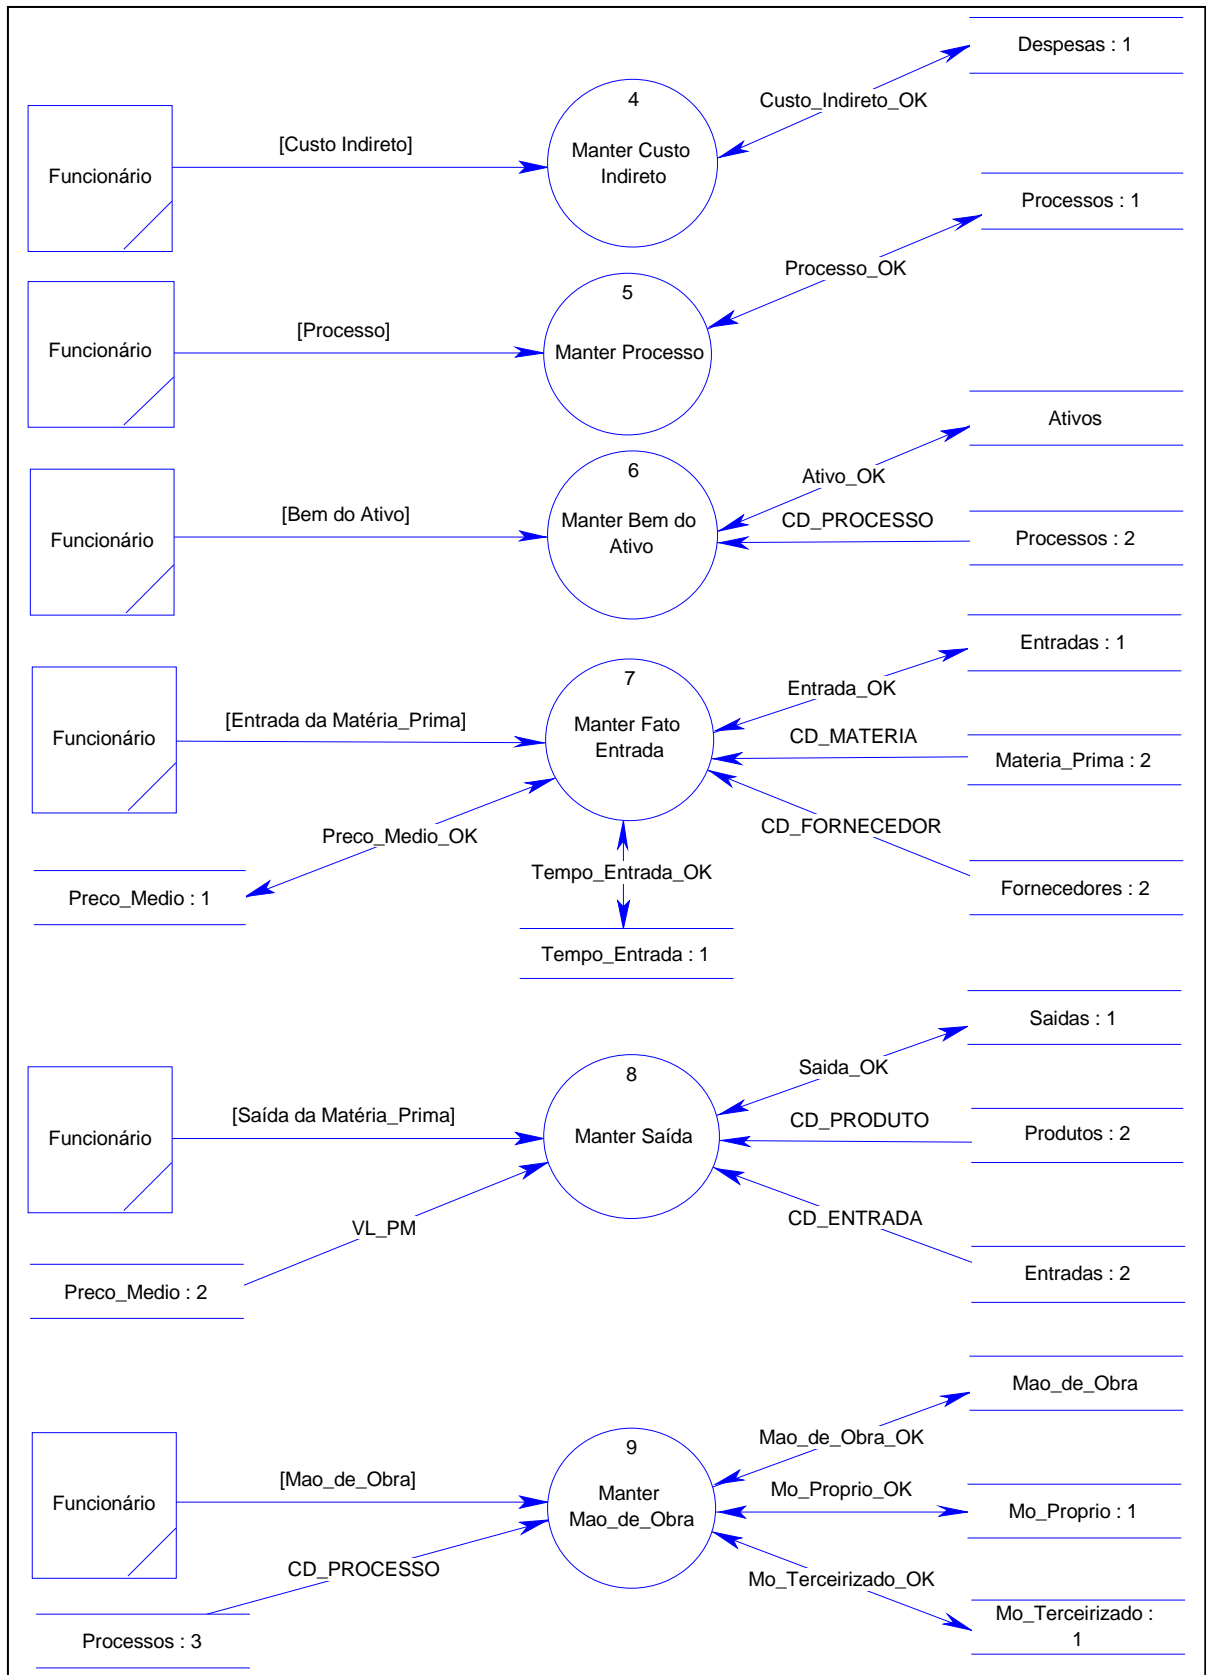 Despesas : 1
4
Custo_Indireto_OK
[Custo Indireto]
Manter Custo
Indireto
Funcionário
Processos : 1
Processo_OK
5
[Processo]
Funcionário
Manter Processo
Ativos
6
Ativo_OK
[Bem do Ativo]
Manter Bem do
Ativo
CD_PROCESSO
Funcionário
Processos : 2
Entradas : 1
7
Entrada_OK
[Entrada da Matéria_Prima]
Manter Fato
Entrada
CD_MATERIA
Funcionário
Materia_Prima : 2
Preco_Medio_OK
CD_FORNECEDOR
Tempo_Entrada_OK
Preco_Medio : 1
Fornecedores : 2
Tempo_Entrada : 1
Saidas : 1
8
Saida_OK
[Saída da Matéria_Prima]
CD_PRODUTO
Funcionário
Manter Saída
Produtos : 2
VL_PM
CD_ENTRADA
Preco_Medio : 2
Entradas : 2
Mao_de_Obra
9
Mao_de_Obra_OK
[Mao_de_Obra]
Manter
Mao_de_Obra
Mo_Proprio_OK
Funcionário
Mo_Proprio : 1
CD_PROCESSO
Mo_Terceirizado_OK
Mo_Terceirizado :
1
Processos : 3